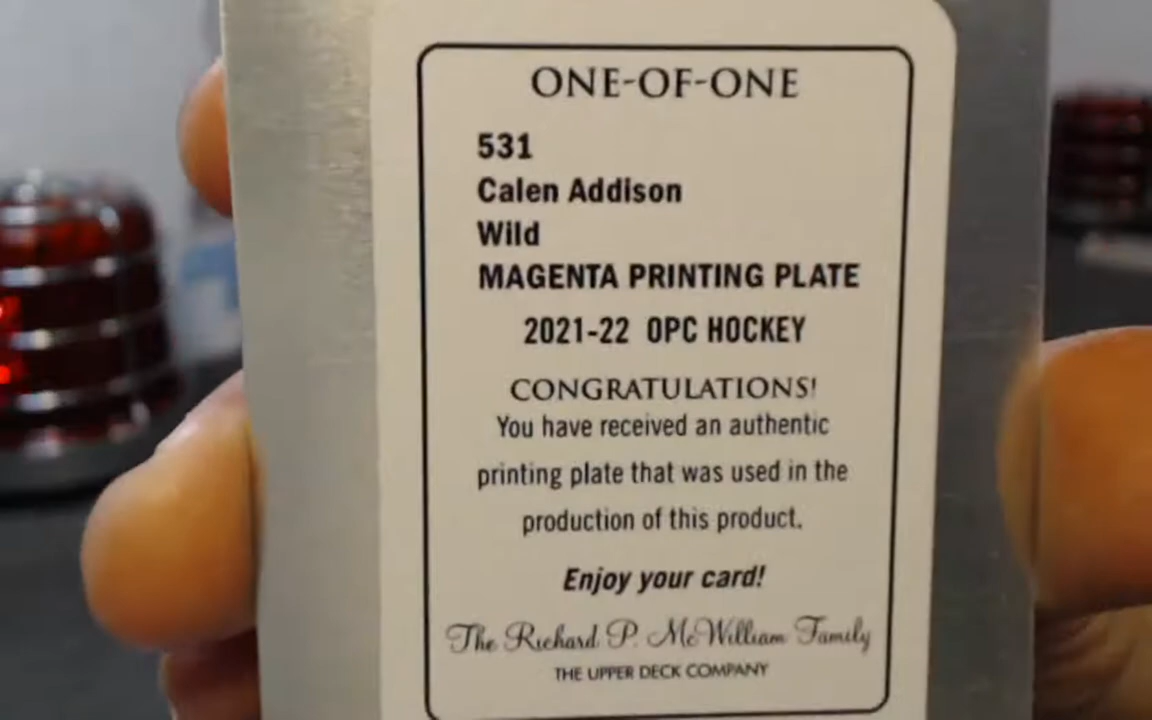 ONE-OF-ONE
531
Calen Addison
Wild
MAGENTA PRINTING PLATE
2021-22 OPC HOCKEY
CONGRATULATIONS!
You have received an authentic
printing plate that was used in the
production of this product.
Enjoy your card!
The Richard P. McWilliam Family
THE UPPER DECK COMPANY